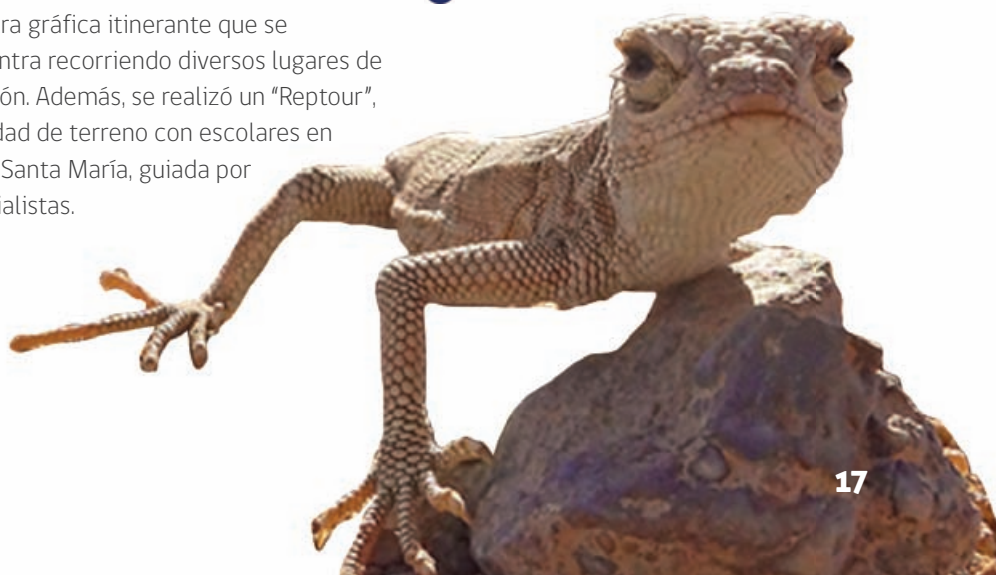 ra gráfica itinerante que se
ntra recorriendo diversos lugares de
ón. Además, se realizó un “Reptour”,
dad de terreno con escolares en
Santa María, guiada por
ialistas.
17